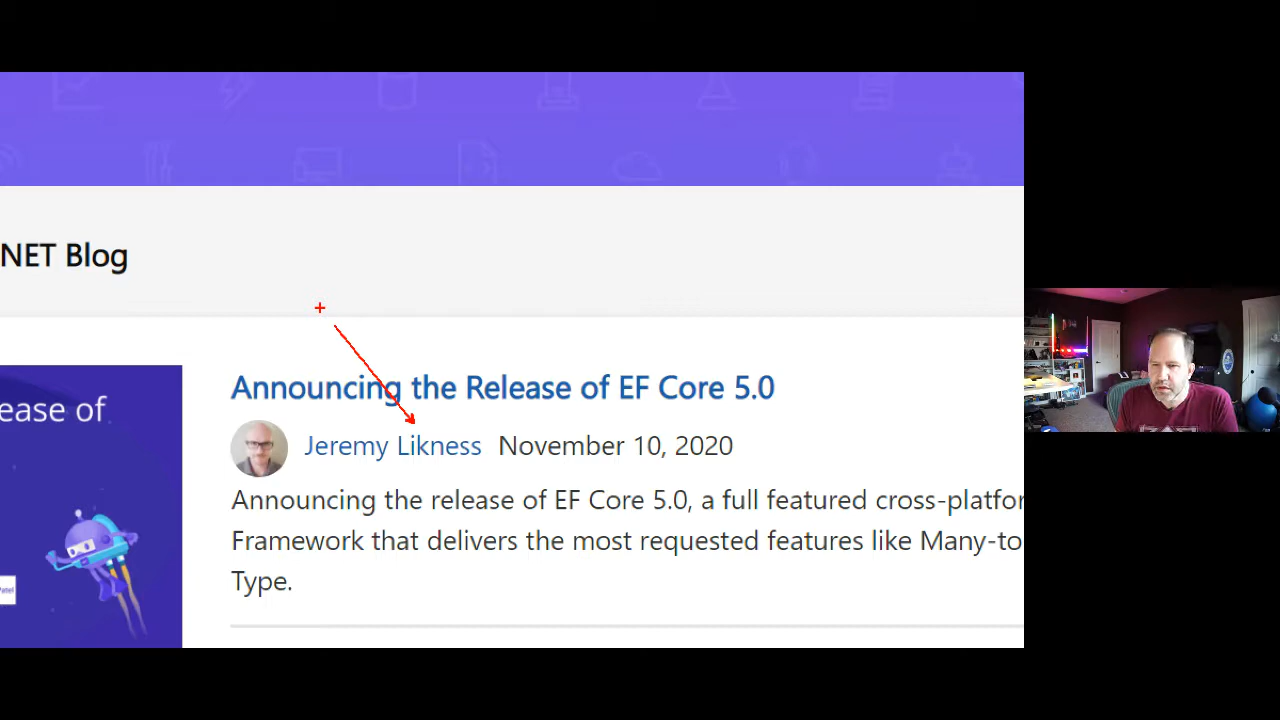 NET Blog
ease of
Announcing the Release of EF Core 5.0
Jeremy Likness November 10, 2020
Announcing the release of EF Core 5.0, a full featured cross-platfor
Framework that delivers the most requested features like Many-to
Type.